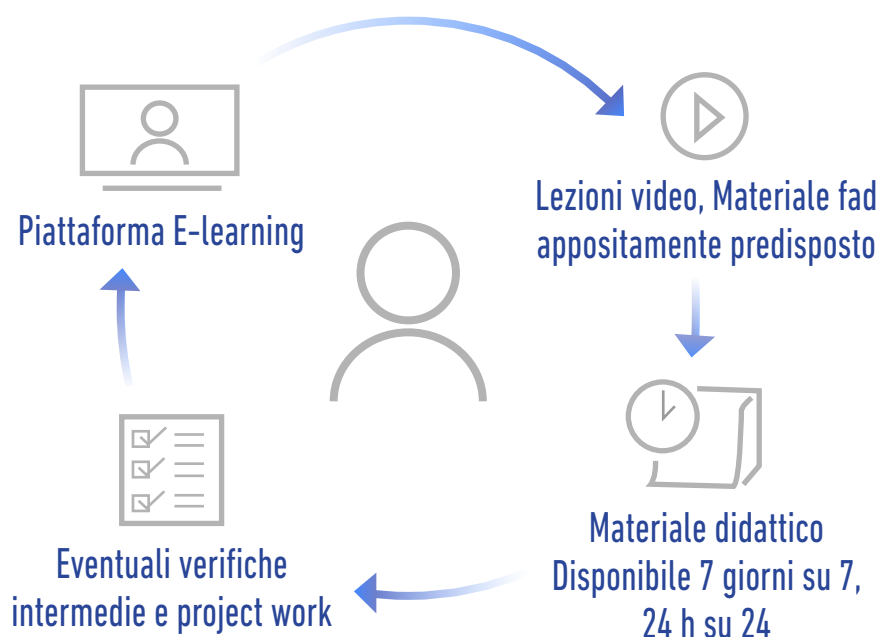 Piattaforma E-learning
Lezioni video, Materiale fad
appositamente predisposto
Materiale didattico
Disponibile 7 giorni su 7,
24 h su 24
Eventuali verifiche
intermedie e project work